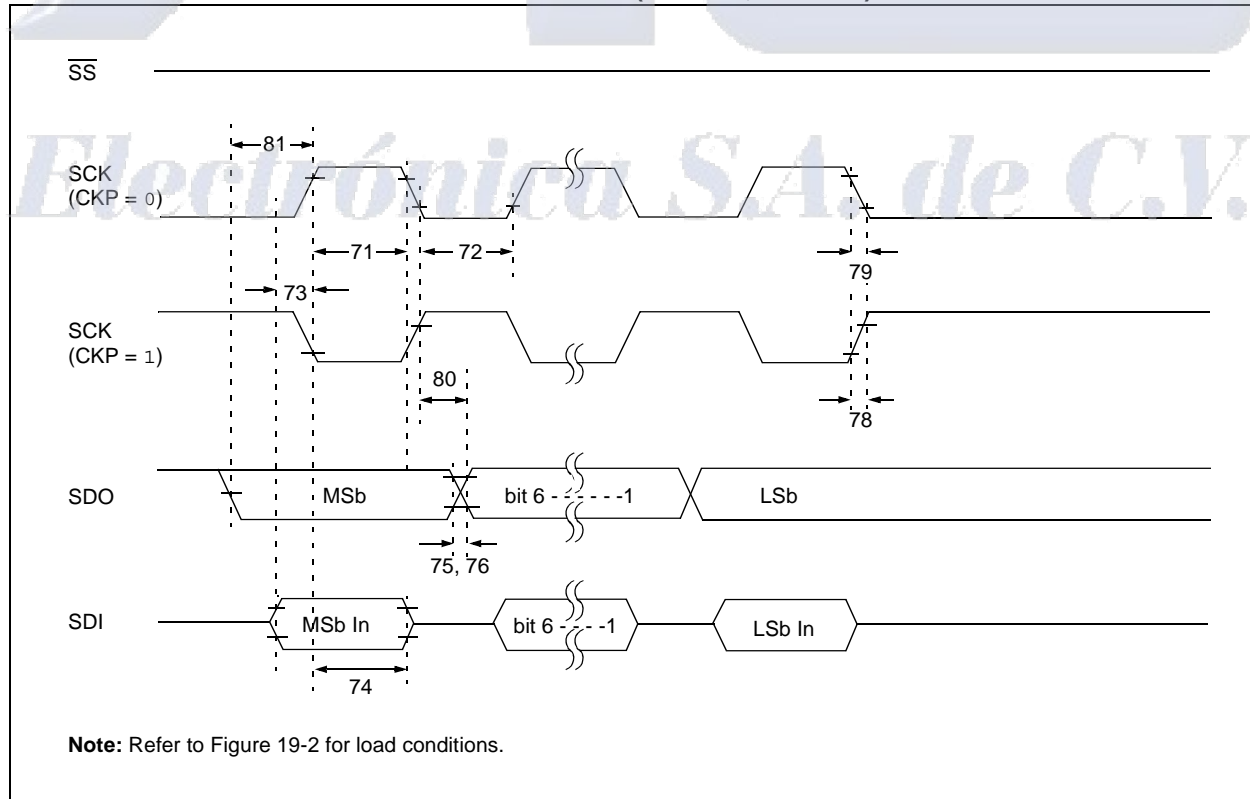 SS
Electrónica S.A. de C.V.
81
SCK
(CKP = 0)
71
72
79
73
SCK
(CKP = 1)
80
78
SDO
MSb
bit 6 - - - - - - -1
LSb
75, 76
SDI
MSb In
bit 6 - - - - -1
LSb In
74
Note: Refer to Figure 19-2 for load conditions.